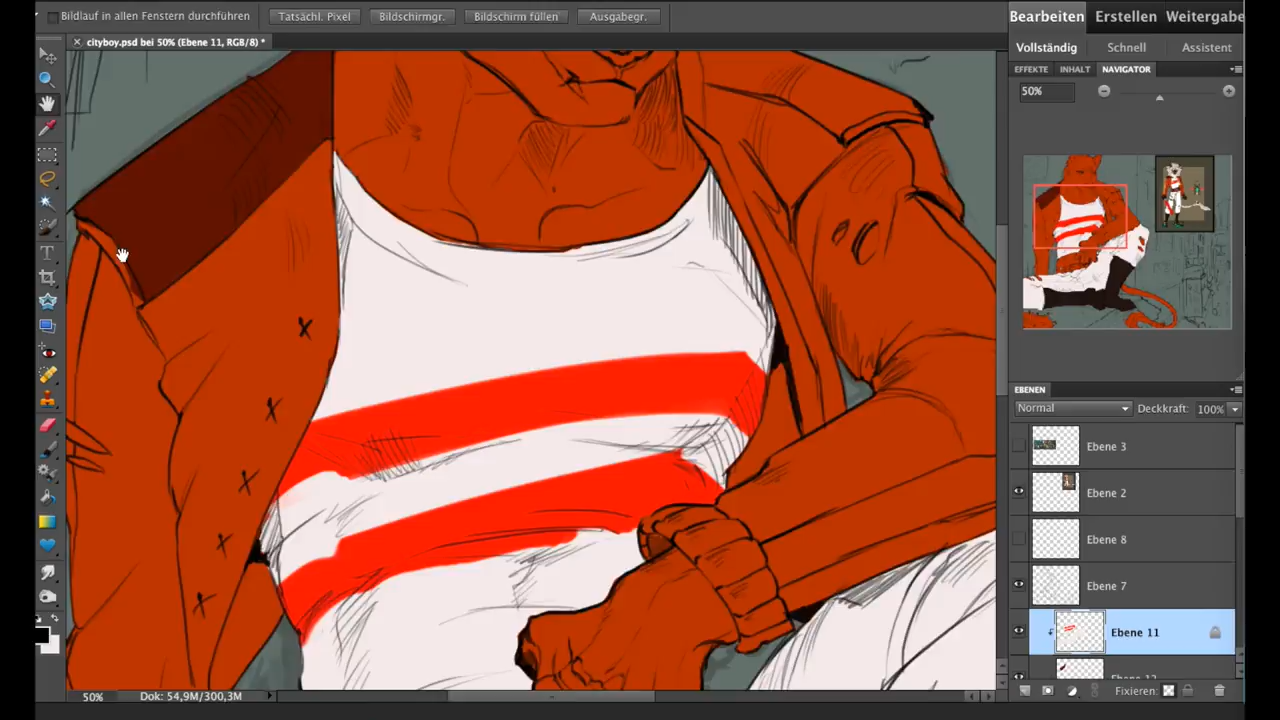 Bildlauf in allen Fenstern durchführen
Tatsächl. Pixel
Bildschirmgr.
Bildschirm füllen
Ausgabegr.
Bearbeiten
Erstellen
Weitergabe
cityboy.psd bei 50% (Ebene 11, RGB/8) *
Vollständig
Schnell
Assistent
EFFEKTE
INHALT
NAVIGATOR
50%
EBENEN
Normal
Deckkraft: 100%
Ebene 3
Ebene 2
Ebene 8
Ebene 7
Ebene 11
Fixieren:
50%
Dok: 54,9M/300,3M